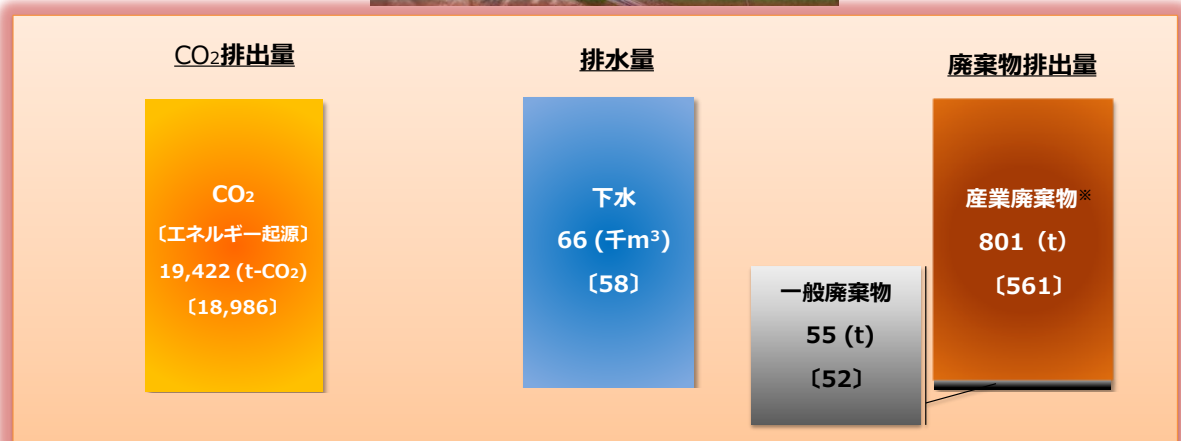 CO₂排出量
CO₂
〔エネルギー起源〕
19,422 (t-CO₂)
〔18,986〕
排水量
下水
66 (千m³)
〔58〕
廃棄物排出量
産業廃棄物※
801（t）
〔561〕
一般廃棄物
55 (t)
〔52〕